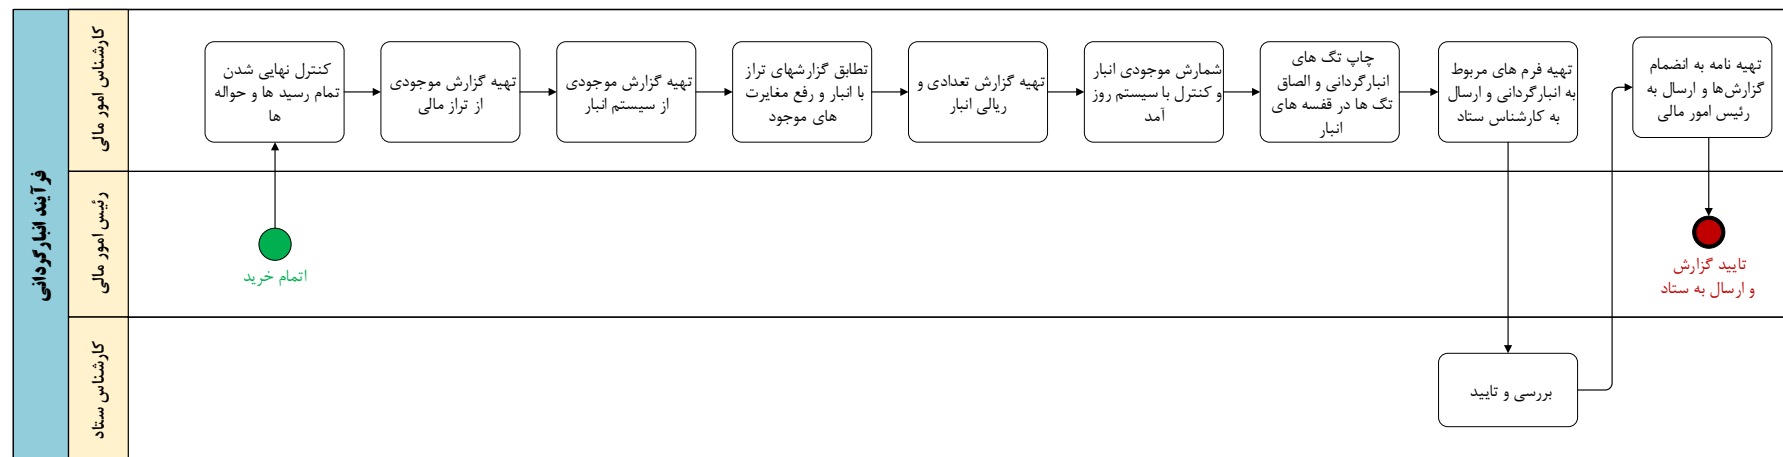 فرآیند انبارگردانی
کارشناس امور مالی
رئیس امور مالی
کارشناس ستاد
کنترل نهایی شدن
تمام رسید ها و حواله
ها
تهیه گزارش موجودی
از تراز مالی
تهیه گزارش موجودی
از سیستم انبار
تطابق گزارشهای تراز
با انبار و رفع مغایرت
های موجود
تهیه گزارش تعدادی و
ریالی انبار
شمارش موجودی انبار
و کنترل با سیستم روز
آمد
چاپ تگ های
انبارگردانی و الصاق
تگ ها در قفسه های
انبار
تهیه فرم های مربوط
به انبارگردانی و ارسال
به کارشناس ستاد
تهیه نامه به انضمام
گزارش‌ها و ارسال به
رئیس امور مالی
اتمام خرید
تایید گزارش
و ارسال به ستاد
بررسی و تایید